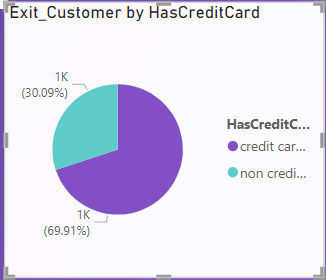 Exit_Customer by HasCreditCard
1K
(30.09%)
HasCreditC...
credit car...
non credi...
1K
(69.91%)